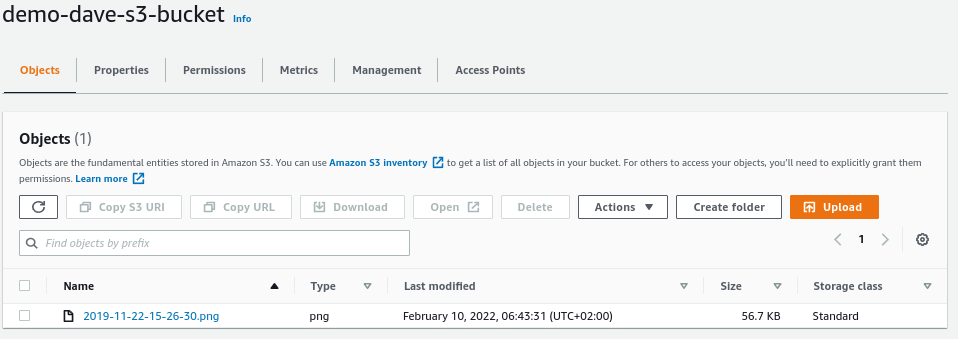 demo-dave-s3-bucket Info
Objects Properties Permissions Metrics Management Access Points
Objects (1)
Objects are the fundamental entities stored in Amazon S3. You can use Amazon S3 inventory to get a list of all objects in your bucket. For others to access your objects, you'll need to explicitly grant them
permissions. Learn more
Copy S3 URI Copy URL Download Open Delete Actions Create folder Upload
Find objects by prefix 1
Name Type Last modified Size Storage class
2019-11-22-15-26-30.png png February 10, 2022, 06:43:31 (UTC+02:00) 56.7 KB Standard